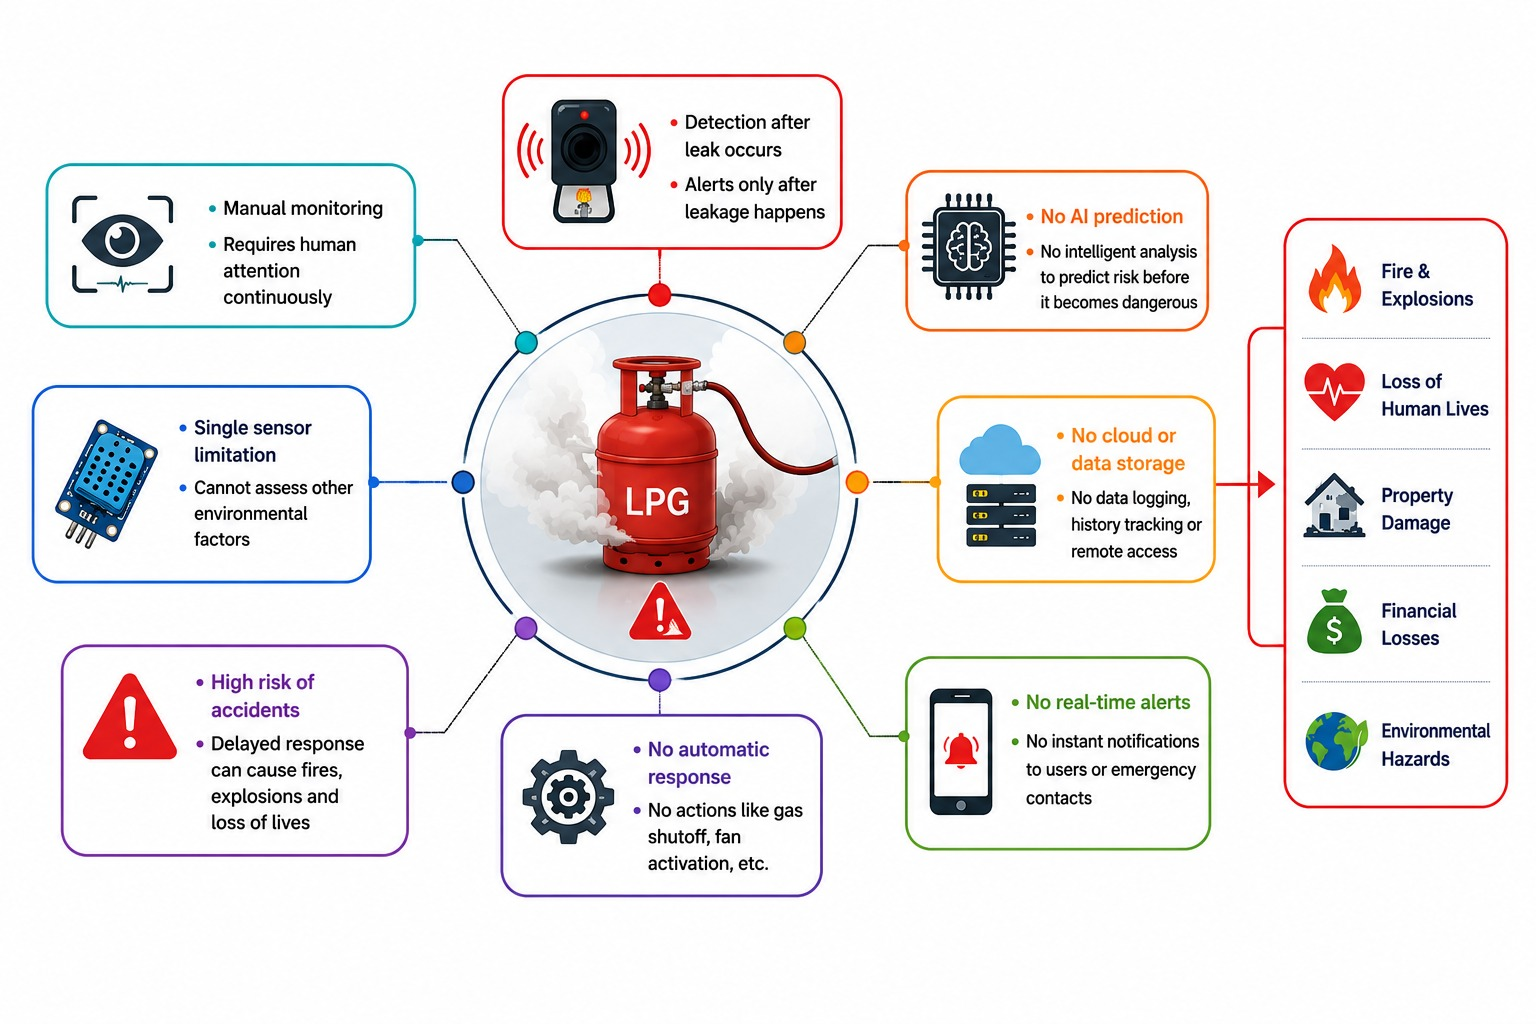 Detection after
leak occurs
Alerts only after
leakage happens
Manual monitoring
Requires human
attention
continuously
No AI prediction
No intelligent analysis
to predict risk before
it becomes dangerous
Single sensor
limitation
Cannot assess other
environmental
factors
LPG
No cloud or
data storage
No data logging,
history tracking or
remote access
High risk of
accidents
Delayed response
can cause fires,
explosions and
loss of lives
No automatic
response
No actions like gas
shutoff, fan
activation, etc.
No real-time alerts
No instant notifications
to users or emergency
contacts
Fire &
Explosions
Loss of
Human Lives
Property
Damage
$
Financial
Losses
Environmental
Hazards